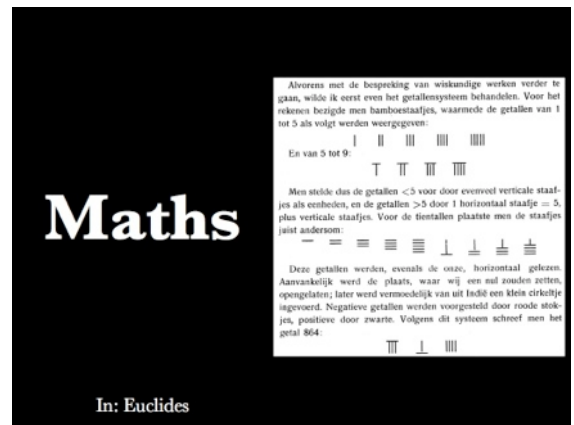 Maths
Alvorens met de bespreking van wiskundige werken verder te
gaan, wilde ik eerst even het getallensysteem behandelen. Voor het
rekenen bezigde men bamboestaafjes, waarmede de getallen van 1
tot 5 als volgt werden weergegeven:
En van 5 tot 9:
Men stelde dus de getallen <5 voor door evenveel verticale staaf-
jes als eenheden, en de getallen >5 door 1 horizontaal staafje = 5,
plus verticale staafjes. Voor de tientallen plaatste men de staafjes
juist andersom:
Deze getallen werden, evenals de onze, horizontaal gelezen.
Aanvankelijk werd de plaats, waar wij een nul zouden zetten,
opengelaten; later werd vermoedelijk van uit Indië een klein cirkeltje
ingevoerd. Negatieve getallen werden voorgesteld door roode stok-
jes, positieve door zwarte. Volgens dit systeem schreef men het
getal 864:
In: Euclides